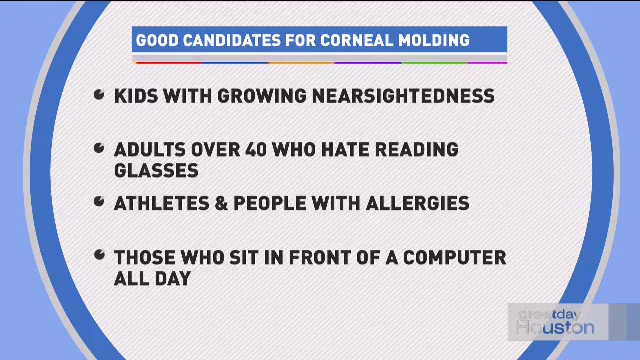 GOOD CANDIDATES FOR CORNEAL MOLDING
KIDS WITH GROWING NEARSIGHTEDNESS
ADULTS OVER 40 WHO HATE READING
GLASSES
ATHLETES & PEOPLE WITH ALLERGIES
THOSE WHO SIT IN FRONT OF A COMPUTER
ALL DAY
greatday
Houston